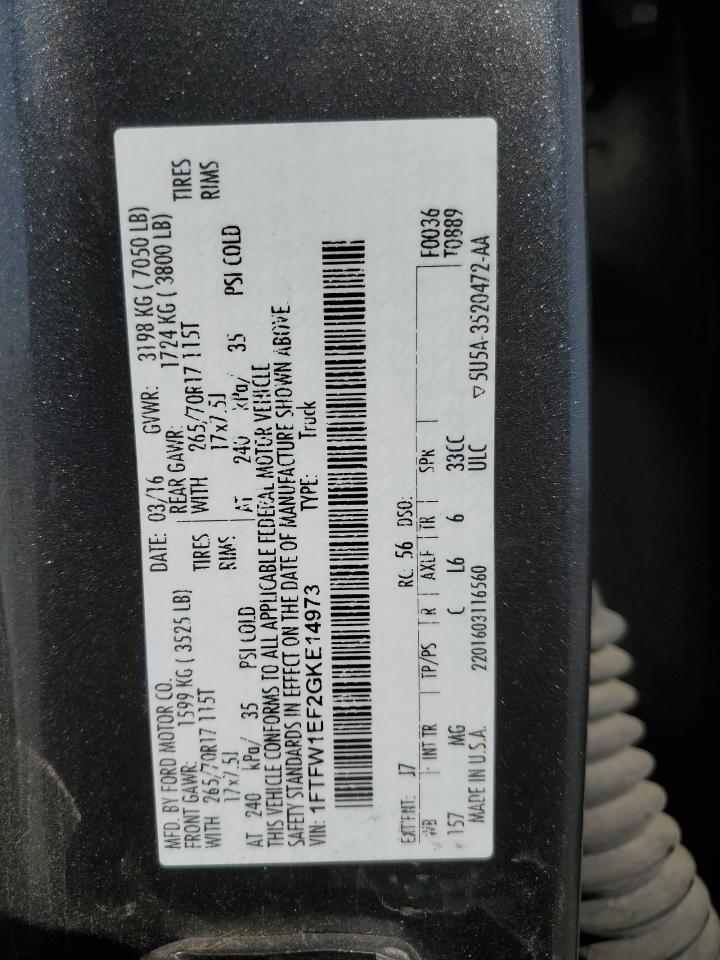 MFD. BY FORD MOTOR CO.
DATE: 03/16 GVWR: 3198 KG ( 7050 LB)
FRONT GAWR: 1599 KG ( 3525 LB) REAR GAWR: 1724 KG ( 3800 LB)
WITH 265/70R17 115T TIRES WITH 265/70R17 115T TIRES
17x7.5J RIMS 17x7.5J RIMS
AT 240 kPa/ 35 PSI COLD AT 240 kPa/ 35 PSI COLD
THIS VEHICLE CONFORMS TO ALL APPLICABLE FEDERAL MOTOR VEHICLE
SAFETY STANDARDS IN EFFECT ON THE DATE OF MANUFACTURE SHOWN ABOVE.
VIN: 1FTFW1EF2GKE14973 TYPE: Truck
EXT PNT: J7 RC: 56 DSO: F0036
WB INT TR TP/PS R AXLE TR SPR T0889
157 MG C L6 6 33CC
MADE IN U.S.A. 2201603116560 ULC ▽5U5A-3520472-AA